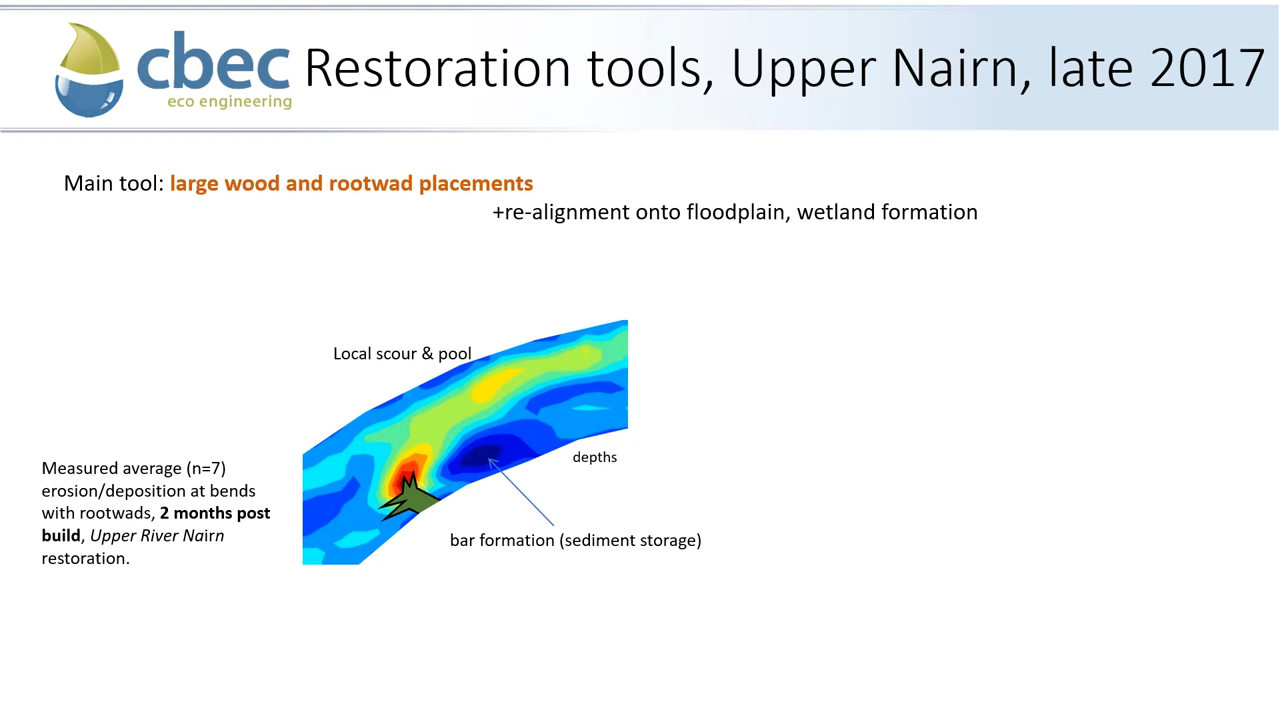 cbec
eco engineering
Restoration tools, Upper Nairn, late 2017
Main tool: large wood and rootwad placements
+re-alignment onto floodplain, wetland formation
Local scour & pool
depths
Measured average (n=7)
erosion/deposition at bends
with rootwads, 2 months post
build, Upper River Nairn
restoration.
bar formation (sediment storage)